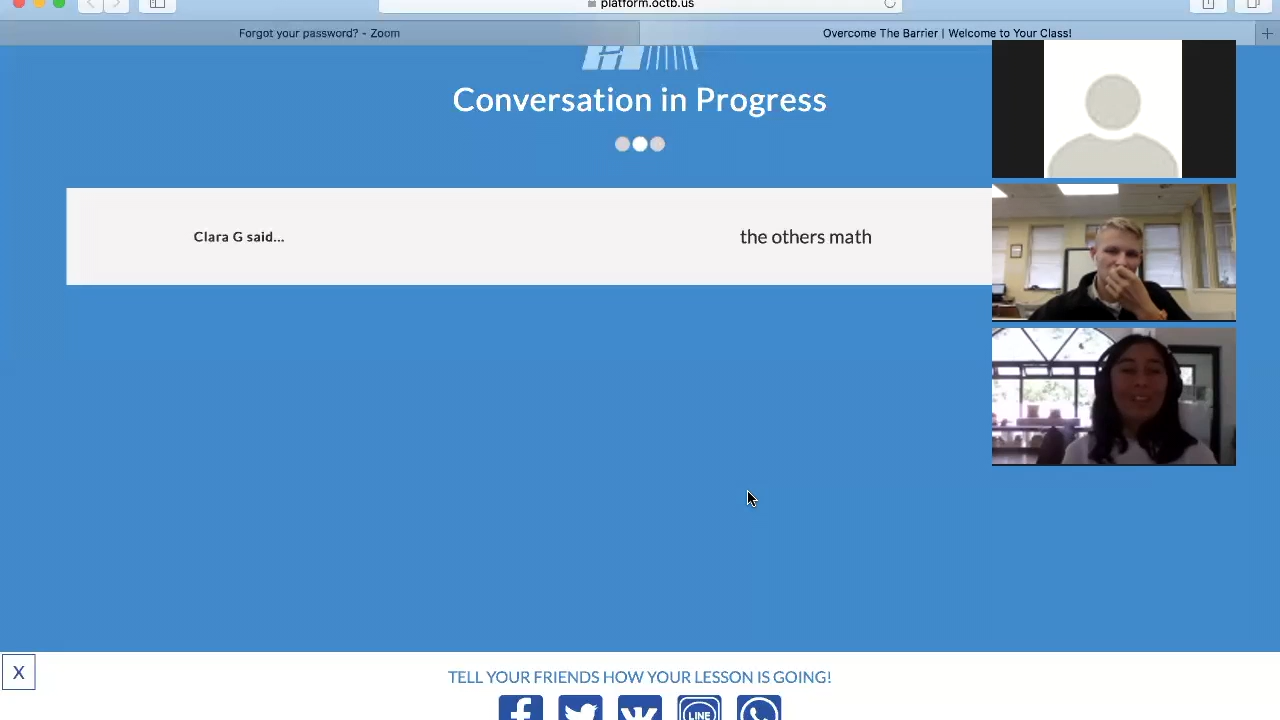 platform.octb.us
Forgot your password? - Zoom
Overcome The Barrier | Welcome to Your Class!
Conversation in Progress
Clara G said...
the others math
X
TELL YOUR FRIENDS HOW YOUR LESSON IS GOING!
LINE